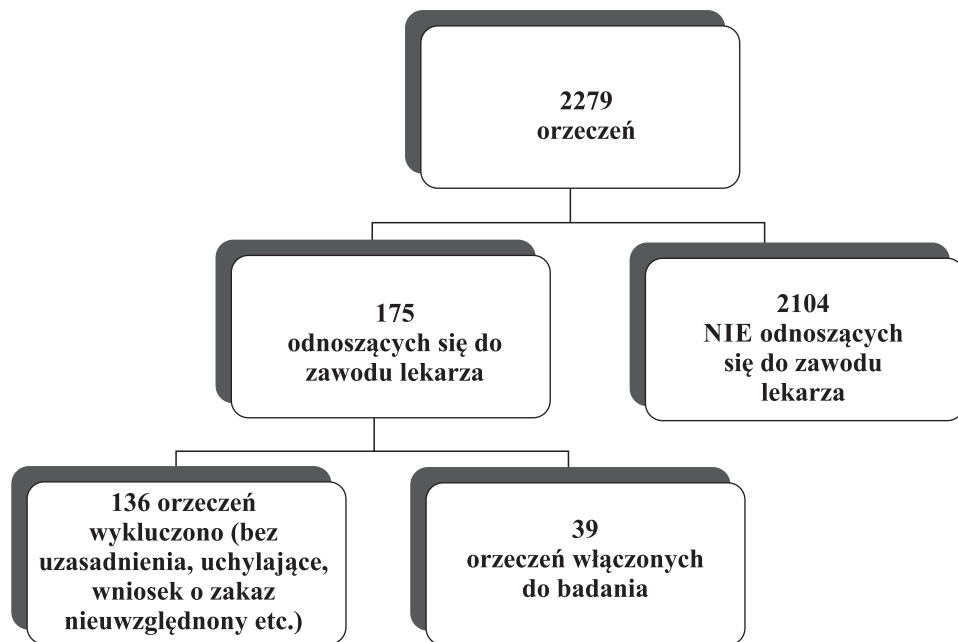 2279
orzeczeń
175
odnoszących się do
zawodu lekarza
2104
NIE odnoszących
się do zawodu
lekarza
136 orzeczeń
wykluczono (bez
uzasadnienia, uchylające,
wniosek o zakaz
nieuwzględniony etc.)
39
orzeczeń włączonych
do badania